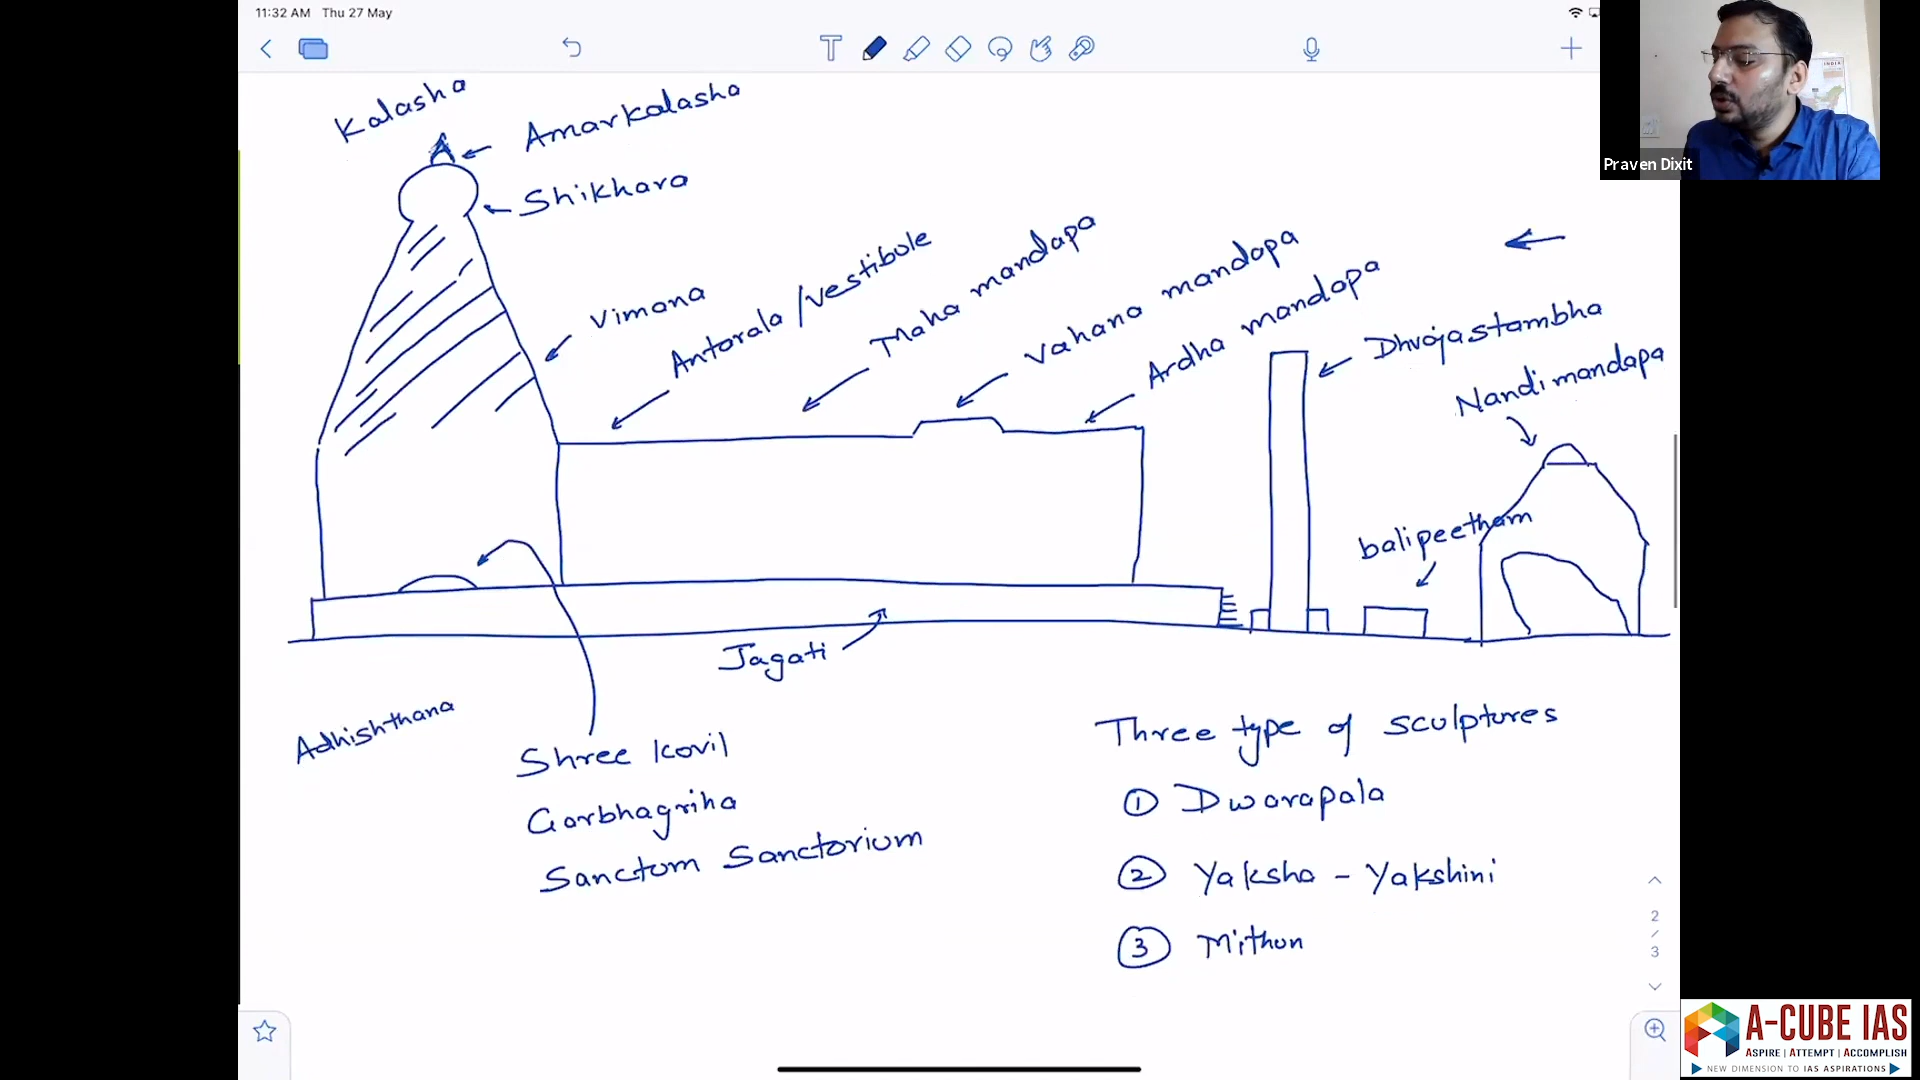 11:32 AM Thu 27 May
Kalasha
Amarkalasha
Shikhara
Vimana
Antarala / vestibule
Maha mandapa
Vahana mandapa
Ardha mandapa
Dhvajastambha
Nandi mandapa
balipeetham
Jagati
Adhishthana
Shree kovil
Garbhagriha
Sanctum Sanctorium
Three type of sculptures
① Dwarapala
② Yaksha - Yakshini
③ Mithun
2
/
3
INDIA
Praven Dixit
A-CUBE IAS
ASPIRE | ATTEMPT | ACCOMPLISH
NEW DIMENSION TO IAS ASPIRATIONS